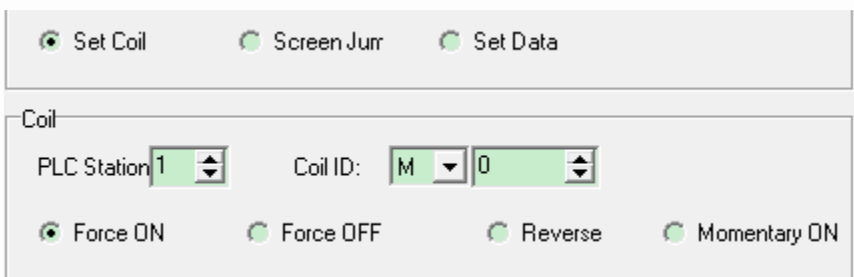 Set Coil Screen Jum Set Data
Coil
PLC Station 1 Coil ID: M 0
Force ON Force OFF Reverse Momentary ON